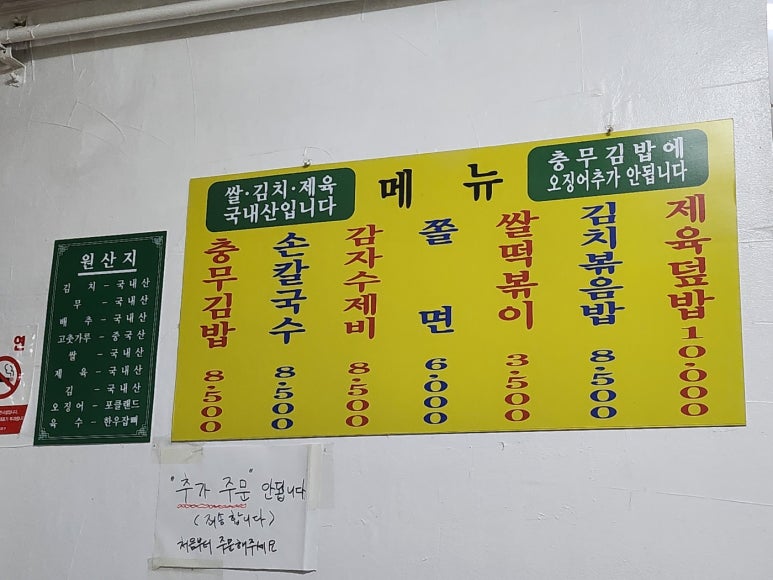 쌀·김치·제육
국내산입니다
메 뉴
충무김밥에
오징어추가 안됩니다
충무김밥 8.500
손칼국수 8.500
감자수제비 8.500
쫄면 6.000
쌀떡볶이 3.500
김치볶음밥 8.500
제육덮밥 10.000
원산지
김 치 - 국내산
무 - 국내산
배 추 - 국내산
고춧가루 - 중국산
쌀 - 국내산
제 육 - 국내산
김 - 국내산
오징어 - 포클랜드
육 수 - 한우잡뼈
연
"추가 주문" 안됩니다
(죄송합니다)
처음부터 주문해주세요